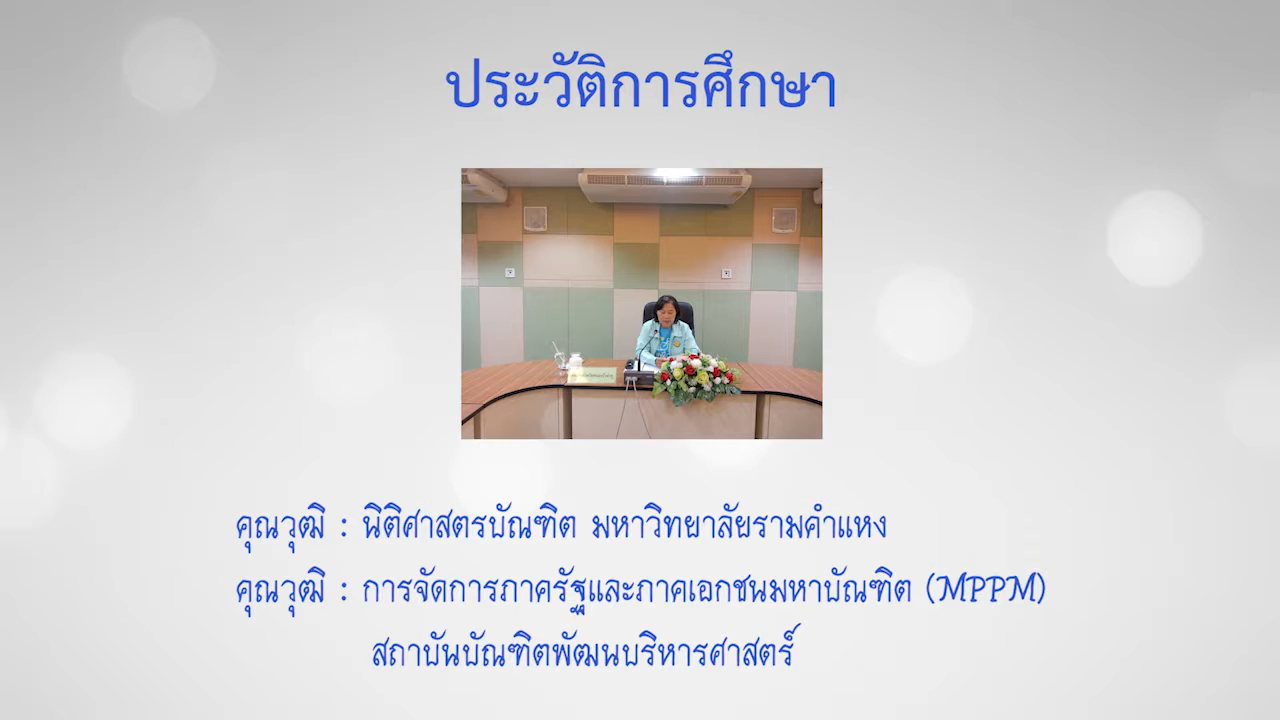 ประวัติการศึกษา
คุณวุฒิ : นิติศาสตรบัณฑิต มหาวิทยาลัยรามคำแหง
คุณวุฒิ : การจัดการภาครัฐและภาคเอกชนมหาบัณฑิต (MPPM)
สถาบันบัณฑิตพัฒนบริหารศาสตร์